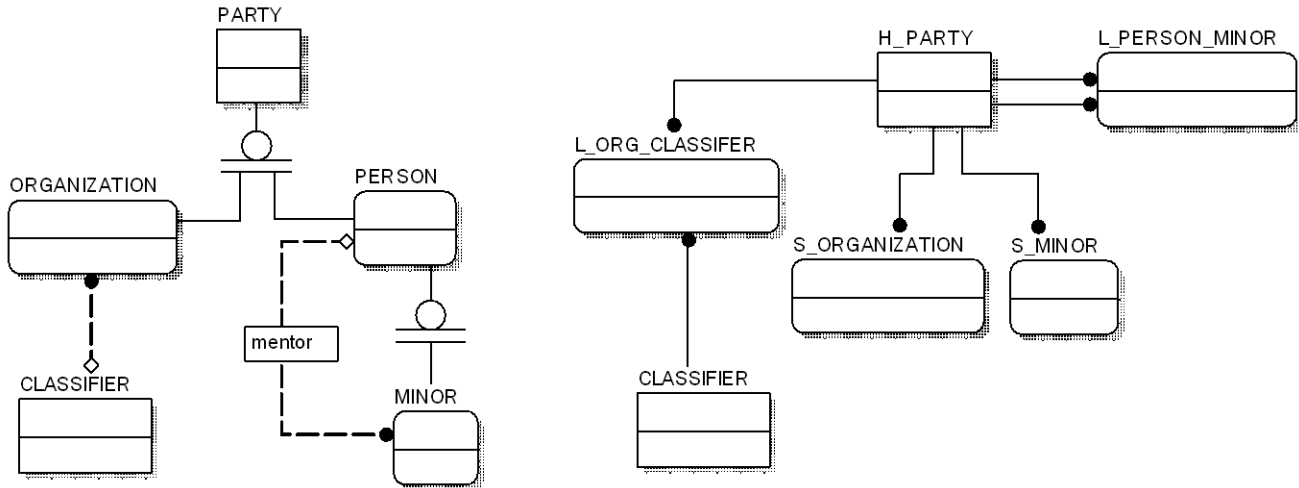 PARTY
ORGANIZATION
PERSON
mentor
CLASSIFIER
MINOR
H_PARTY
L_PERSON_MINOR
L_ORG_CLASSIFER
S_ORGANIZATION
S_MINOR
CLASSIFIER